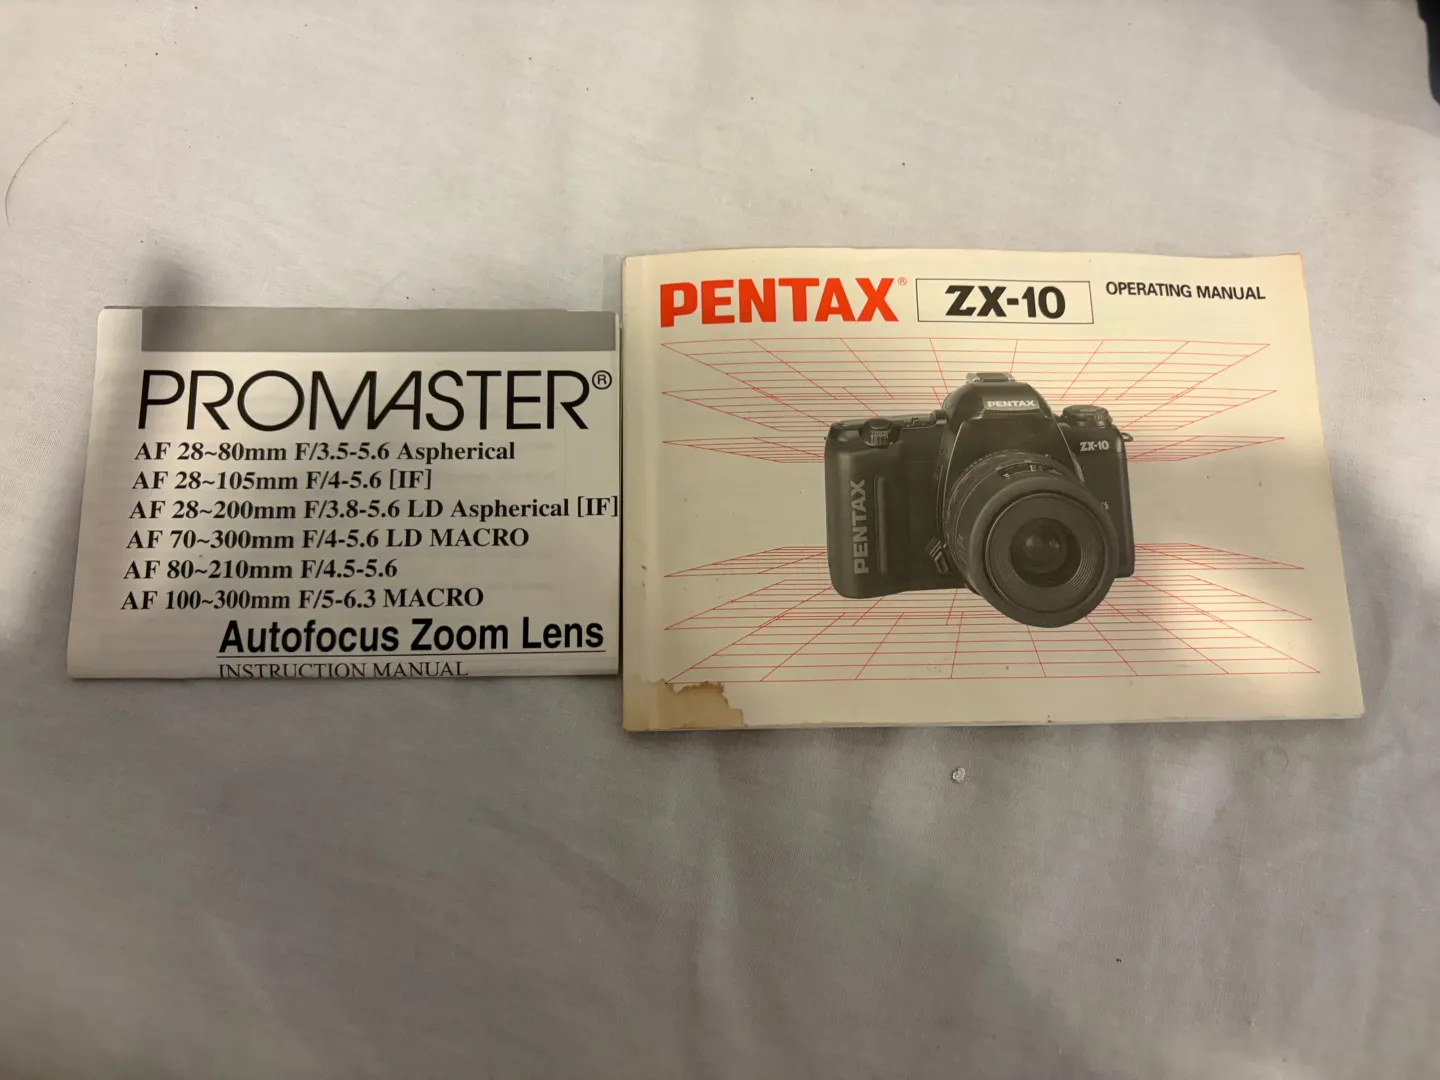 PROMASTER®
AF 28~80mm F/3.5-5.6 Aspherical
AF 28~105mm F/4-5.6 [IF]
AF 28~200mm F/3.8-5.6 LD Aspherical [IF]
AF 70~300mm F/4-5.6 LD MACRO
AF 80~210mm F/4.5-5.6
AF 100~300mm F/5-6.3 MACRO
Autofocus Zoom Lens
INSTRUCTION MANUAL
PENTAX® ZX-10 OPERATING MANUAL
PENTAX
ZX-10
PENTAX